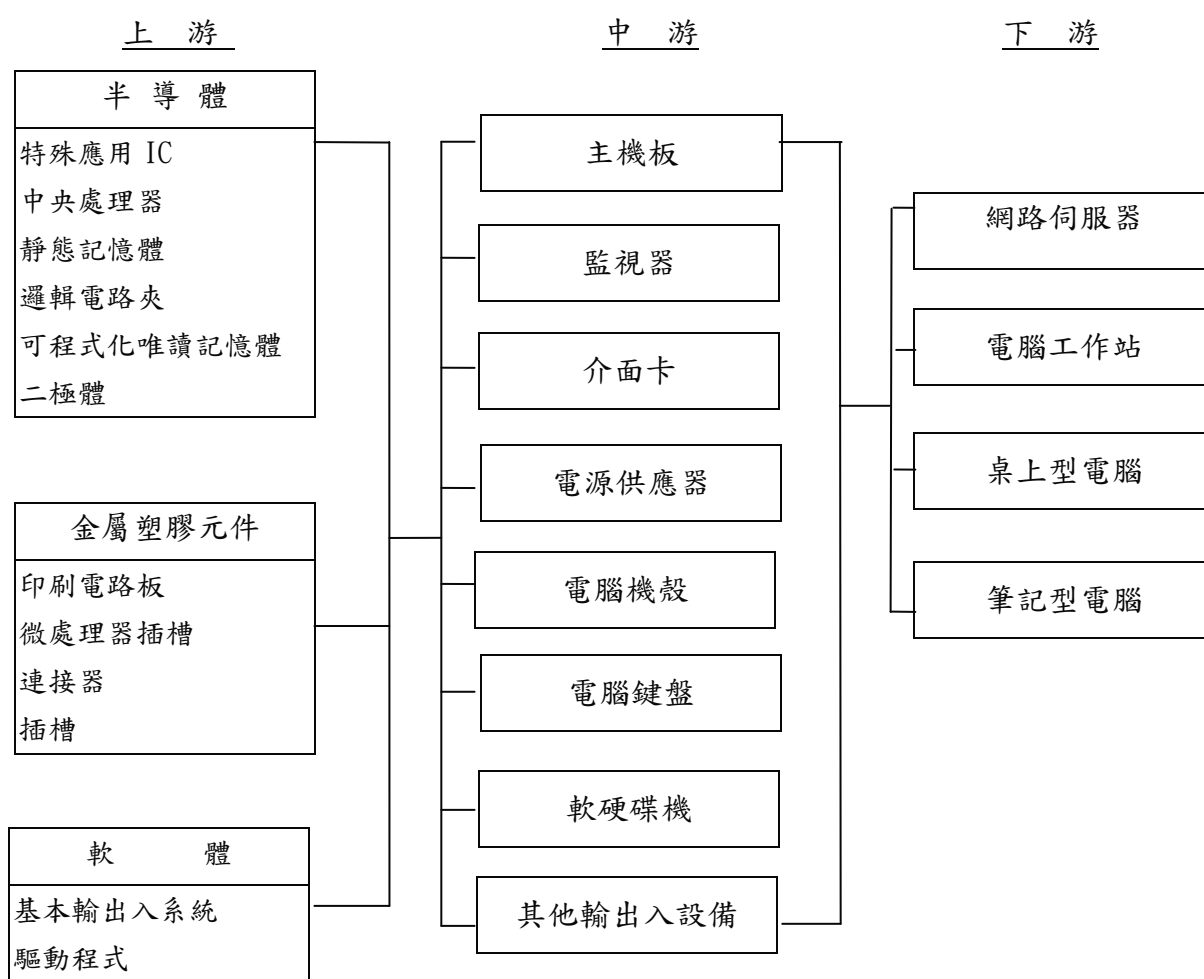 上 游
中 游
下 游
半 導 體
特殊應用 IC
中央處理器
靜態記憶體
邏輯電路夾
可程式化唯讀記憶體
二極體
金屬塑膠元件
印刷電路板
微處理器插槽
連接器
插槽
軟 體
基本輸出入系統
驅動程式
主機板
監視器
介面卡
電源供應器
電腦機殼
電腦鍵盤
軟硬碟機
其他輸出入設備
網路伺服器
電腦工作站
桌上型電腦
筆記型電腦